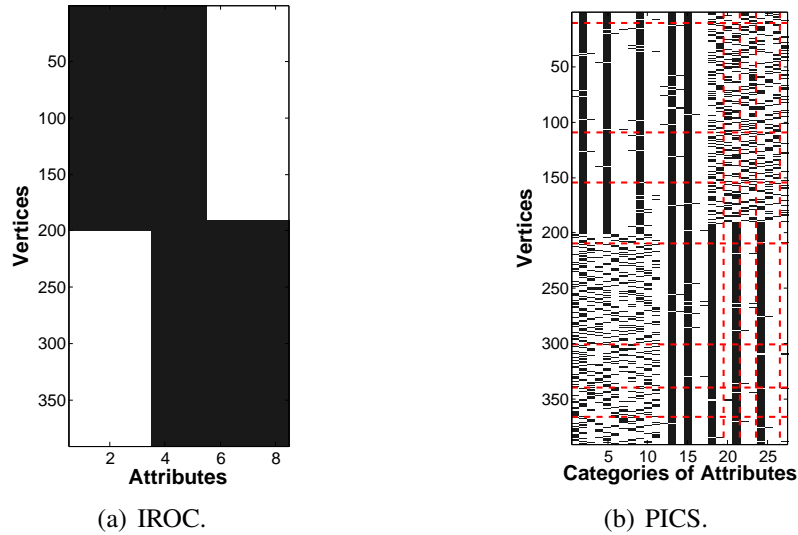 50
100
150
200
250
300
350
Vertices
2 4 6 8
Attributes
(a) IROC.
50
100
150
200
250
300
350
Vertices
5 10 15 20 25
Categories of Attributes
(b) PICS.